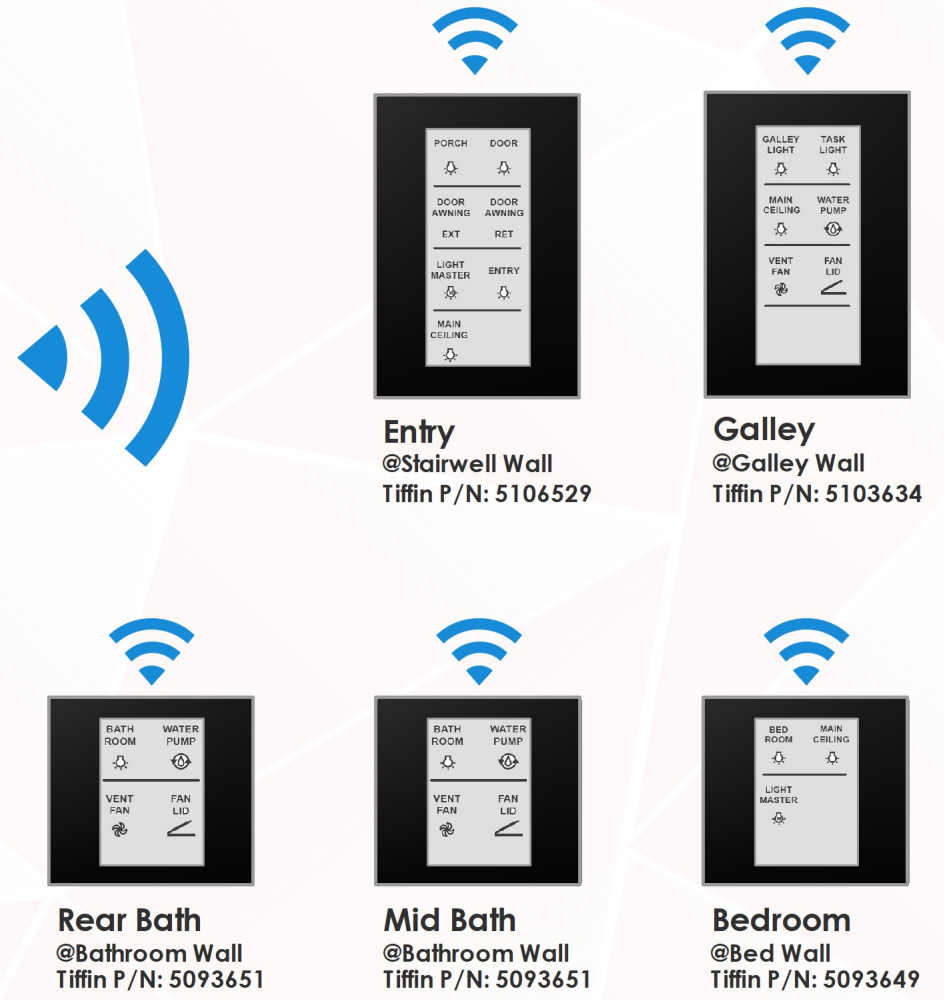 PORCH DOOR
DOOR AWNING DOOR AWNING
EXT RET
LIGHT MASTER ENTRY
MAIN CEILING
Entry
@Stairwell Wall
Tiffin P/N: 5106529
GALLEY LIGHT TASK LIGHT
MAIN CEILING WATER PUMP
VENT FAN FAN LID
Galley
@Galley Wall
Tiffin P/N: 5103634
BATH ROOM WATER PUMP
VENT FAN FAN LID
Rear Bath
@Bathroom Wall
Tiffin P/N: 5093651
BATH ROOM WATER PUMP
VENT FAN FAN LID
Mid Bath
@Bathroom Wall
Tiffin P/N: 5093651
BED ROOM MAIN CEILING
LIGHT MASTER
Bedroom
@Bed Wall
Tiffin P/N: 5093649